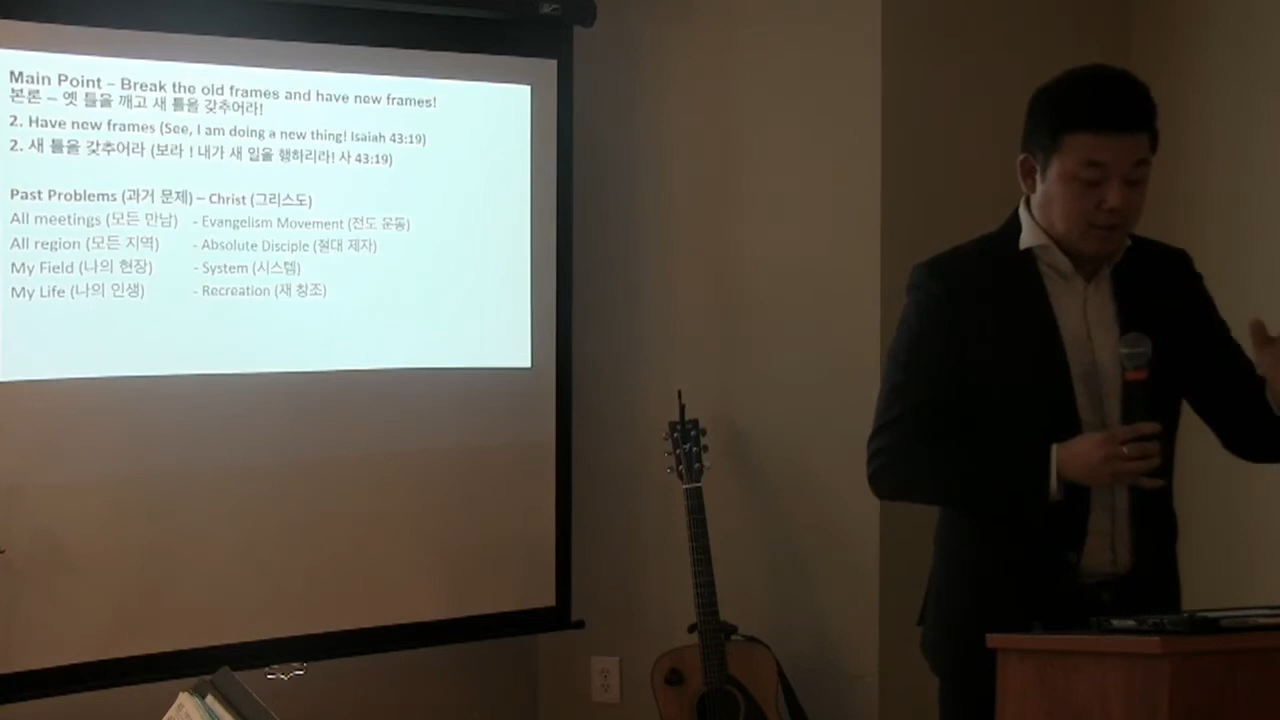 Main Point – Break the old frames and have new frames!
본론 – 옛 틀을 깨고 새 틀을 갖추어라!
2. Have new frames (See, I am doing a new thing! Isaiah 43:19)
2. 새 틀을 갖추어라 (보라 ! 내가 새 일을 행하리라! 사 43:19)
Past Problems (과거 문제) – Christ (그리스도)
All meetings (모든 만남) - Evangelism Movement (전도 운동)
All region (모든 지역) - Absolute Disciple (절대 제자)
My Field (나의 현장) - System (시스템)
My Life (나의 인생) - Recreation (재 창조)